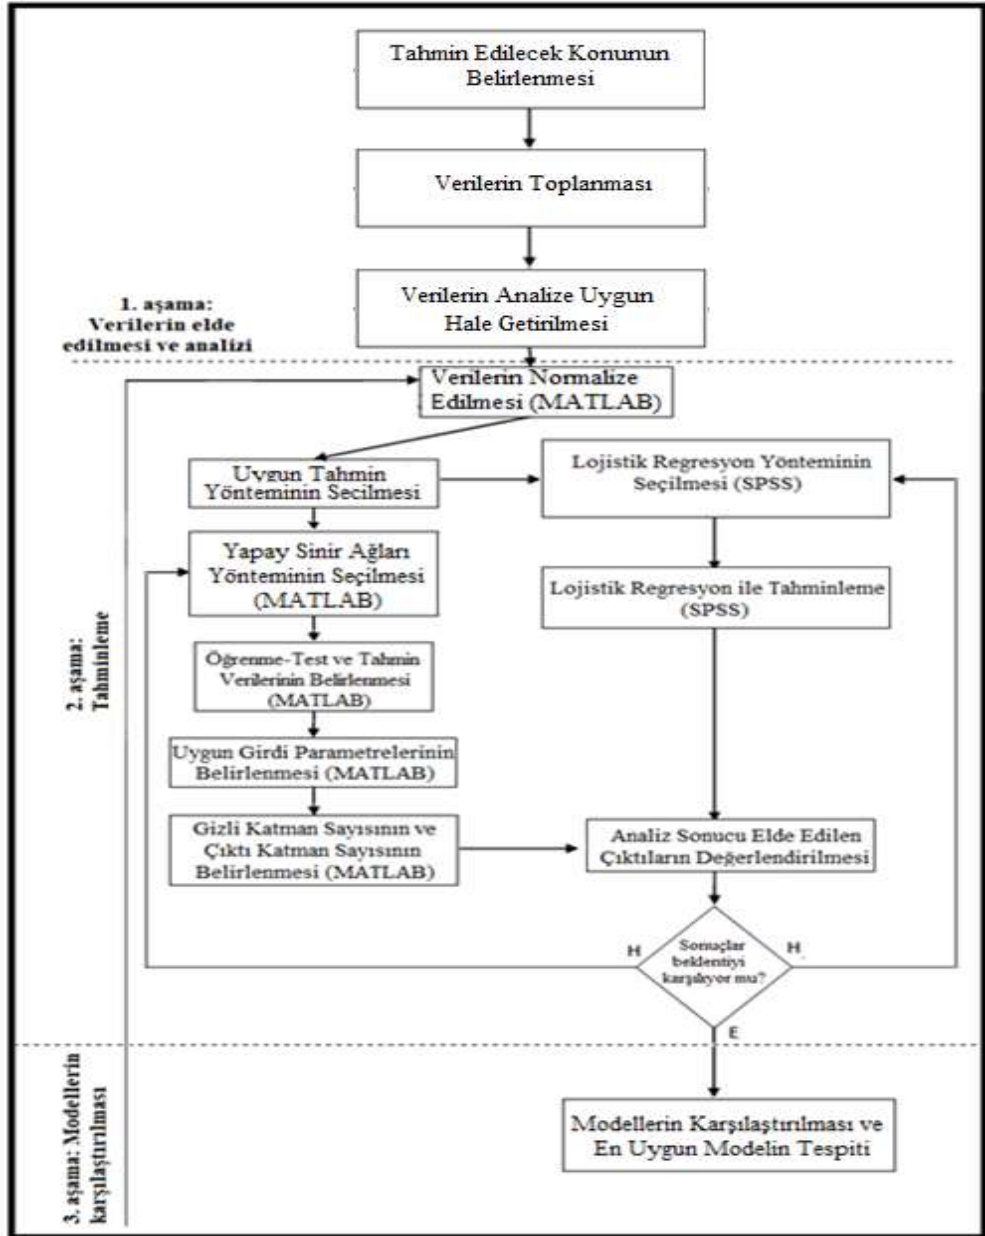 Tahmin Edilecek Konunun
Belirlenmesi
Verilerin Toplanması
Verilerin Analize Uygun
Hale Getirilmesi
1. aşama:
Verilerin elde
edilmesi ve analizi
Verilerin Normalize
Edilmesi (MATLAB)
Uygun Tahmin
Yönteminin Secilmesi
Lojistik Regresyon Yönteminin
Seçilmesi (SPSS)
Yapay Sinir Ağları
Yönteminin Seçilmesi
(MATLAB)
Lojistik Regresyon ile Tahminleme
(SPSS)
2. aşama:
Tahminleme
Öğrenme-Test ve Tahmin
Verilerinin Belirlenmesi
(MATLAB)
Uygun Girdi Parametrelerinin
Belirlenmesi (MATLAB)
Gizli Katman Sayısının ve
Çıktı Katman Sayısının
Belirlenmesi (MATLAB)
Analiz Sonucu Elde Edilen
Çıktıların Değerlendirilmesi
H
Sonuçlar
beklentiyi
karşılıyor mu?
H
E
3. aşama: Modellerin
karşılaştırılması
Modellerin Karşılaştırılması ve
En Uygun Modelin Tespiti